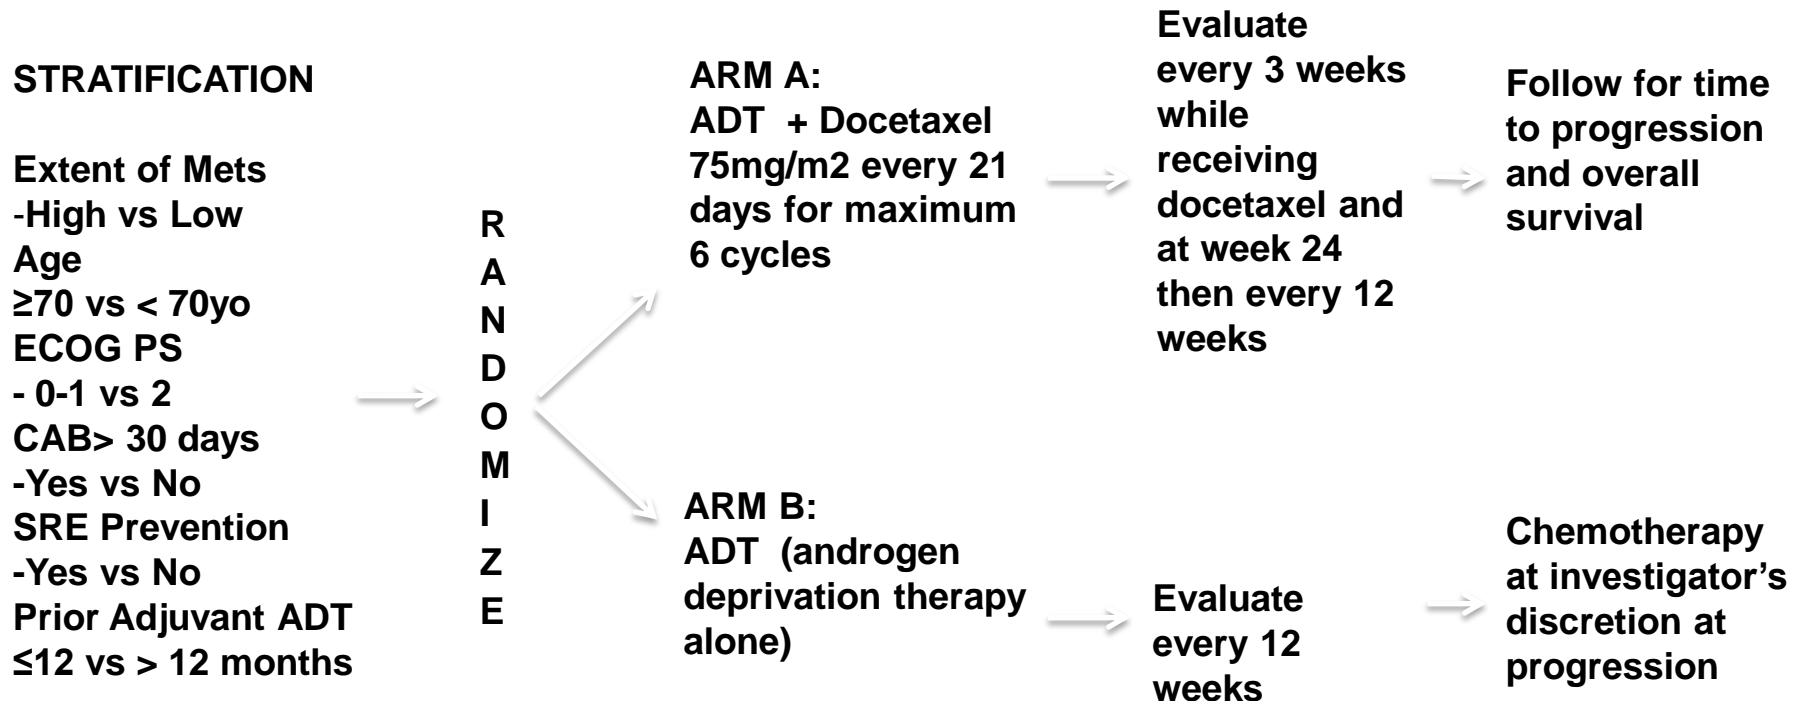 STRATIFICATION
Extent of Mets
-High vs Low
Age
≥70 vs < 70yo
ECOG PS
- 0-1 vs 2
CAB> 30 days
-Yes vs No
SRE Prevention
-Yes vs No
Prior Adjuvant ADT
≤12 vs > 12 months
R
A
N
D
O
M
I
Z
E
ARM A:
ADT + Docetaxel
75mg/m2 every 21
days for maximum
6 cycles
Evaluate
every 3 weeks
while
receiving
docetaxel and
at week 24
then every 12
weeks
Follow for time
to progression
and overall
survival
ARM B:
ADT (androgen
deprivation therapy
alone)
Evaluate
every 12
weeks
Chemotherapy
at investigator’s
discretion at
progression